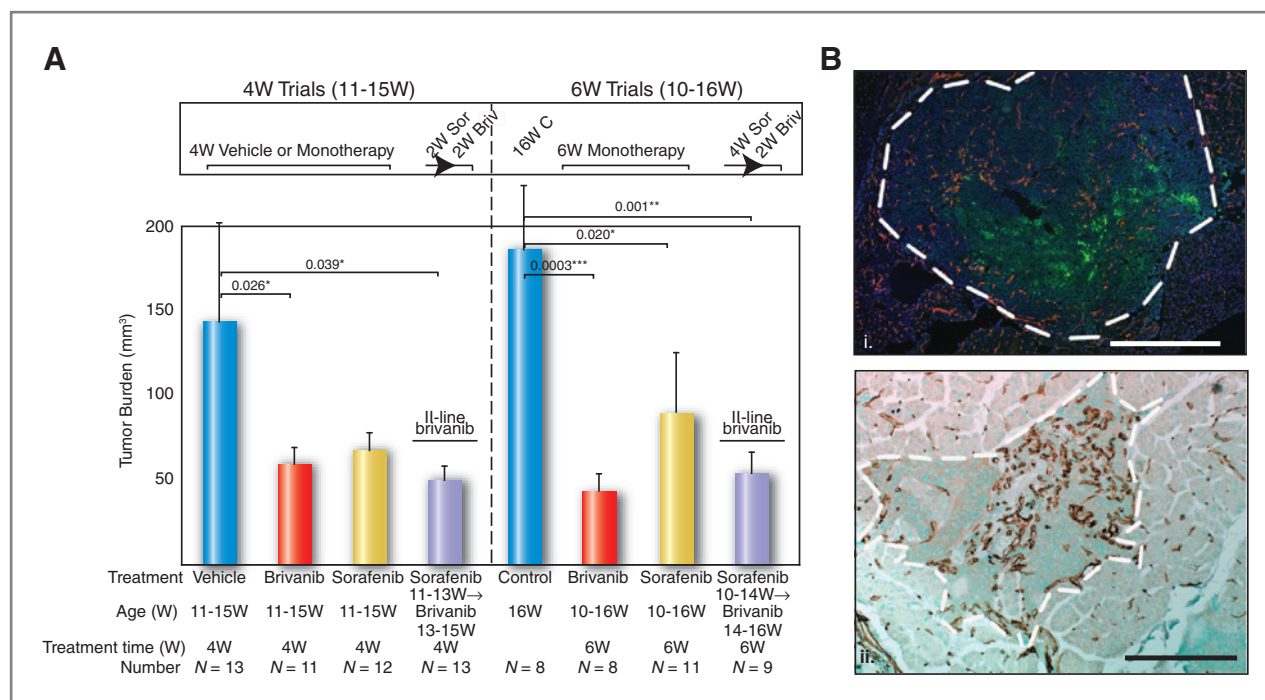 A
B
4W Trials (11-15W)
6W Trials (10-16W)
4W Vehicle or Monotherapy
2W Sor
2W Briv
16W C
6W Monotherapy
4W Sor
2W Briv
Tumor Burden (mm³)
200
150
100
50
0.026*
0.039*
0.0003***
0.020*
0.001**
II-line
brivanib
II-line
brivanib
Treatment Vehicle Brivanib Sorafenib Sorafenib Control Brivanib Sorafenib Sorafenib
11-13W→ 10-14W→
Age (W) 11-15W 11-15W 11-15W Brivanib 16W 10-16W 10-16W Brivanib
13-15W 14-16W
Treatment time (W) 4W 4W 4W 4W 6W 6W 6W
Number N = 13 N = 11 N = 12 N = 13 N = 8 N = 8 N = 11 N = 9
i.
ii.